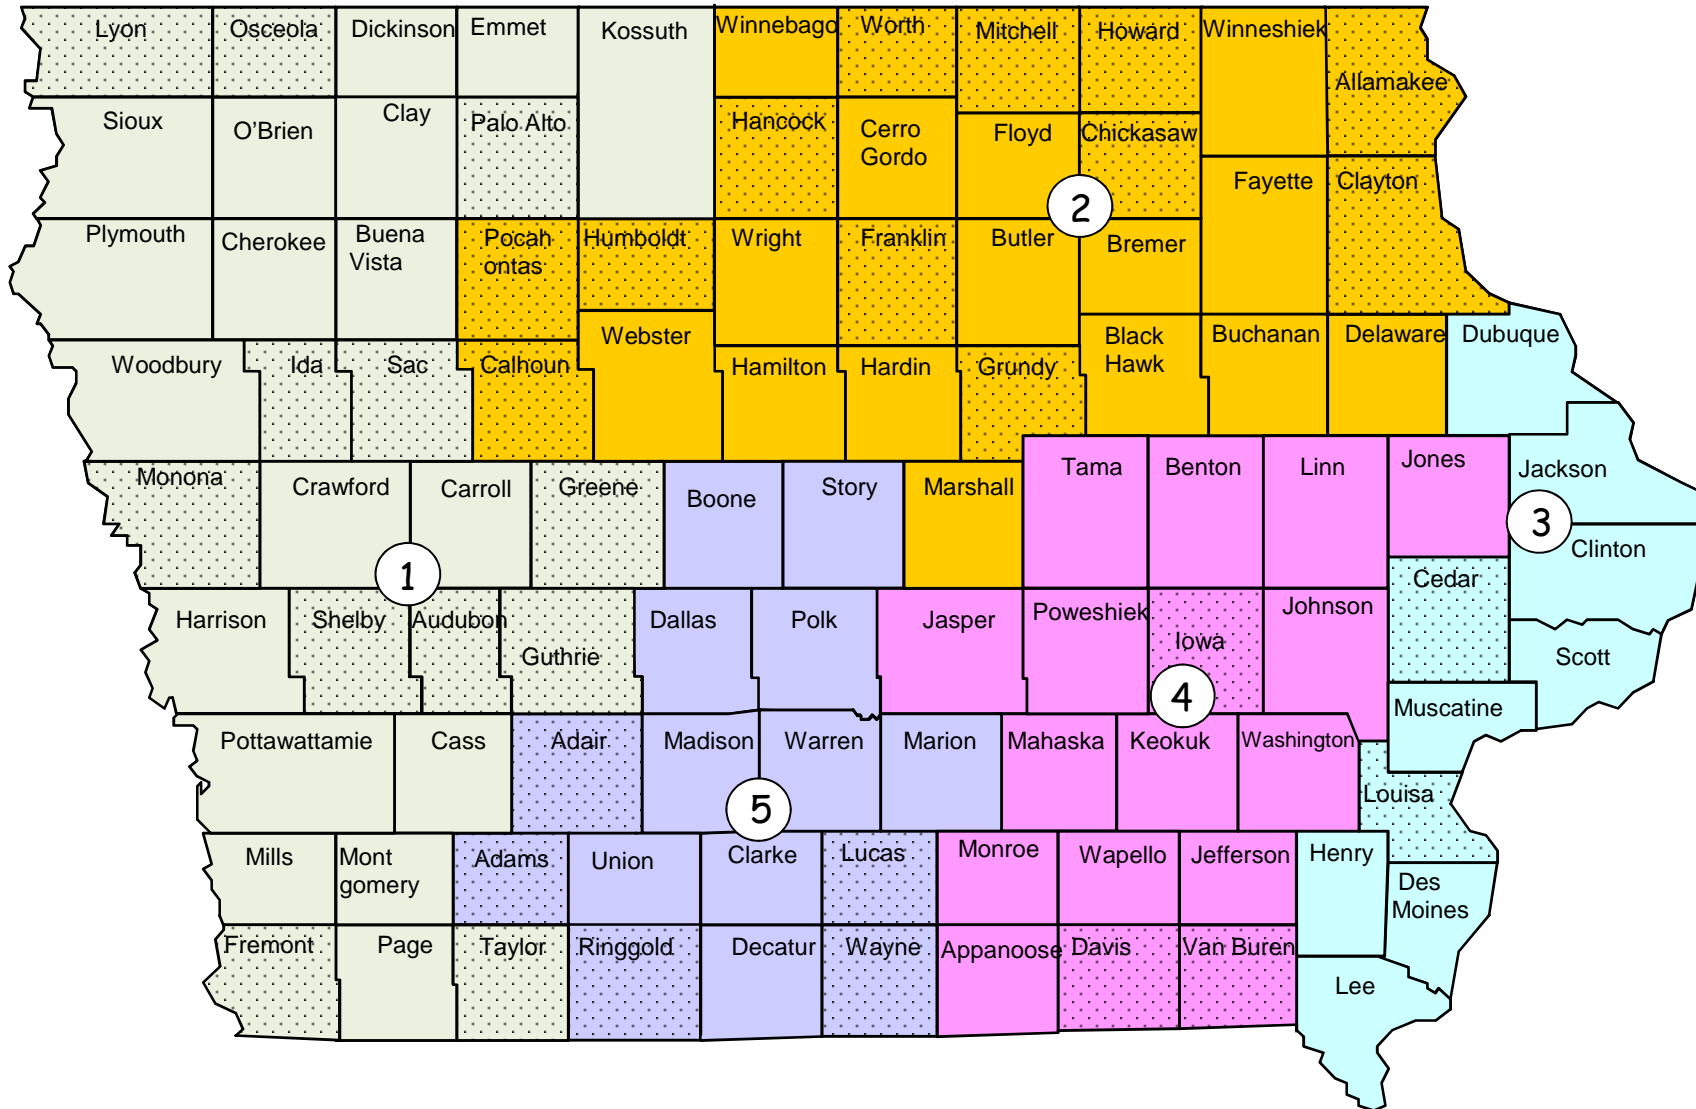 Lyon
Osceola
Dickinson
Emmet
Kossuth
Winnebago
Worth
Mitchell
Howard
Winneshiek
Allamakee
Sioux
O'Brien
Clay
Palo Alto
Hancock
Cerro
Gordo
Floyd
Chickasaw
Fayette
Clayton
2
Plymouth
Cherokee
Buena
Vista
Pocah
ontas
Humboldt
Wright
Franklin
Butler
Bremer
Woodbury
Ida
Sac
Calhoun
Webster
Hamilton
Hardin
Grundy
Black
Hawk
Buchanan
Delaware
Dubuque
Monona
Crawford
Carroll
Greene
Boone
Story
Marshall
Tama
Benton
Linn
Jones
Jackson
3
Clinton
1
Cedar
Harrison
Shelby
Audubon
Guthrie
Dallas
Polk
Jasper
Poweshiek
Iowa
Johnson
Scott
4
Muscatine
Pottawattamie
Cass
Adair
Madison
Warren
Marion
Mahaska
Keokuk
Washington
5
Louisa
Mills
Mont
gomery
Adams
Union
Clarke
Lucas
Monroe
Wapello
Jefferson
Henry
Des
Moines
Fremont
Page
Taylor
Ringgold
Decatur
Wayne
Appanoose
Davis
Van Buren
Lee